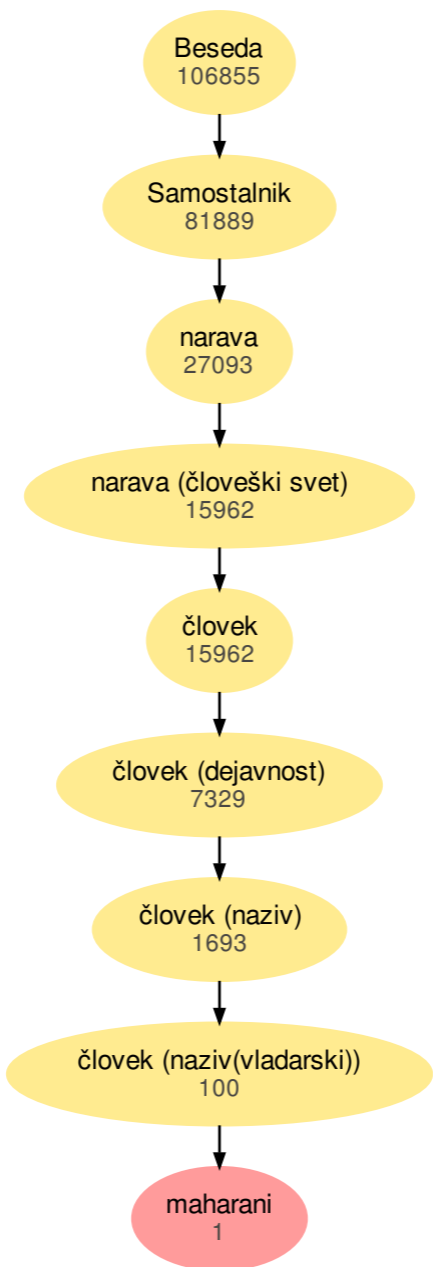 Beseda
106855
Samostalnik
81889
narava
27093
narava (človeški svet)
15962
človek
15962
človek (dejavnost)
7329
človek (naziv)
1693
človek (naziv(vladarski))
100
maharani
1